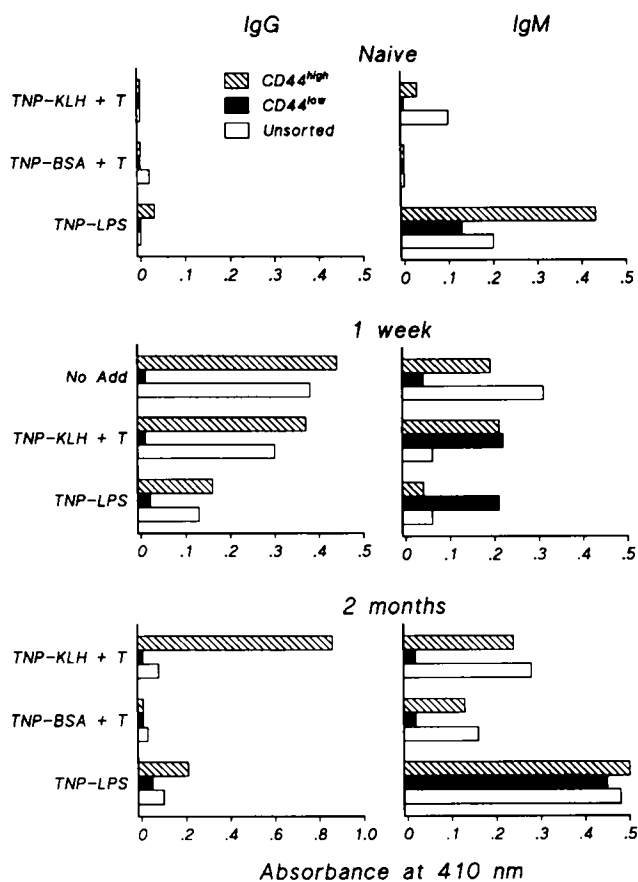 IgG IgM
Naive
CD44high
CD44low
Unsorted
TNP-KLH + T
TNP-BSA + T
TNP-LPS
0 .1 .2 .3 .4 .5 0 .1 .2 .3 .4 .5
1 week
No Add
TNP-KLH + T
TNP-LPS
0 .1 .2 .3 .4 .5 0 .1 .2 .3 .4 .5
2 months
TNP-KLH + T
TNP-BSA + T
TNP-LPS
0 .2 .4 .6 .8 1.0 0 .1 .2 .3 .4 .5
Absorbance at 410 nm